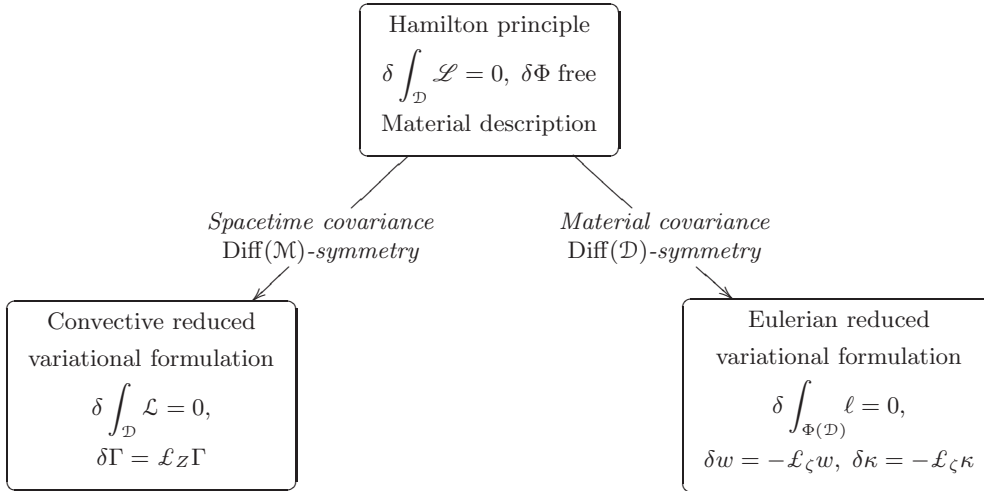 Hamilton principle
δ ∫_𝒟 ℒ = 0, δΦ free
Material description
Spacetime covariance
Diff(ℳ)-symmetry
Material covariance
Diff(𝒟)-symmetry
Convective reduced
variational formulation
δ ∫_𝒟 ℒ = 0,
δΓ = £_Z Γ
Eulerian reduced
variational formulation
δ ∫_Φ(𝒟) ℓ = 0,
δw = −£_ζ w, δκ = −£_ζ κ